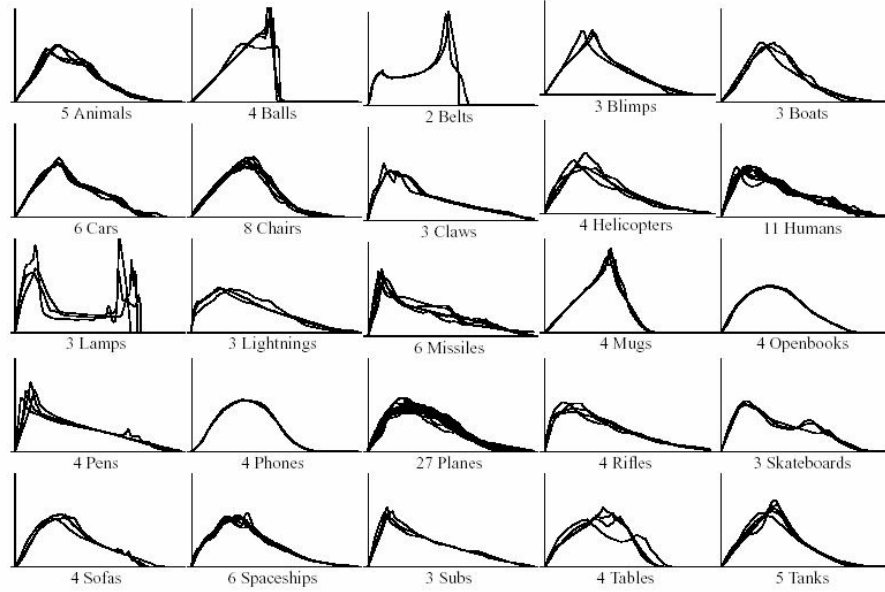 5 Animals
4 Balls
2 Belts
3 Blimps
3 Boats
6 Cars
8 Chairs
3 Claws
4 Helicopters
11 Humans
3 Lamps
3 Lightnings
6 Missiles
4 Mugs
4 Openbooks
4 Pens
4 Phones
27 Planes
4 Rifles
3 Skateboards
4 Sofas
6 Spaceships
3 Subs
4 Tables
5 Tanks